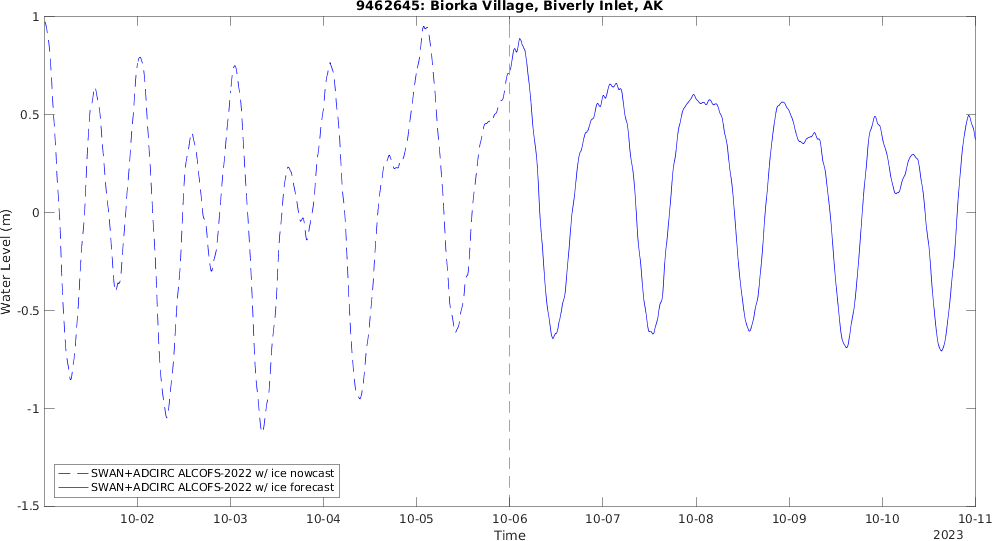 9462645: Biorka Village, Biverly Inlet, AK
Water Level (m)
1
0.5
0
-0.5
-1
-1.5
SWAN+ADCIRC ALCOFS-2022 w/ ice nowcast
SWAN+ADCIRC ALCOFS-2022 w/ ice forecast
10-02 10-03 10-04 10-05 10-06 10-07 10-08 10-09 10-10 10-11
Time
2023